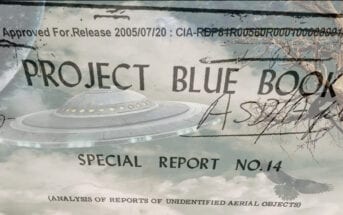 Approved For Release 2005/07/20 : CIA-RDP81R00560R000100060001
PROJECT BLUE BOOK
SPECIAL REPORT NO. 14
(ANALYSIS OF REPORTS OF UNIDENTIFIED AERIAL OBJECTS)